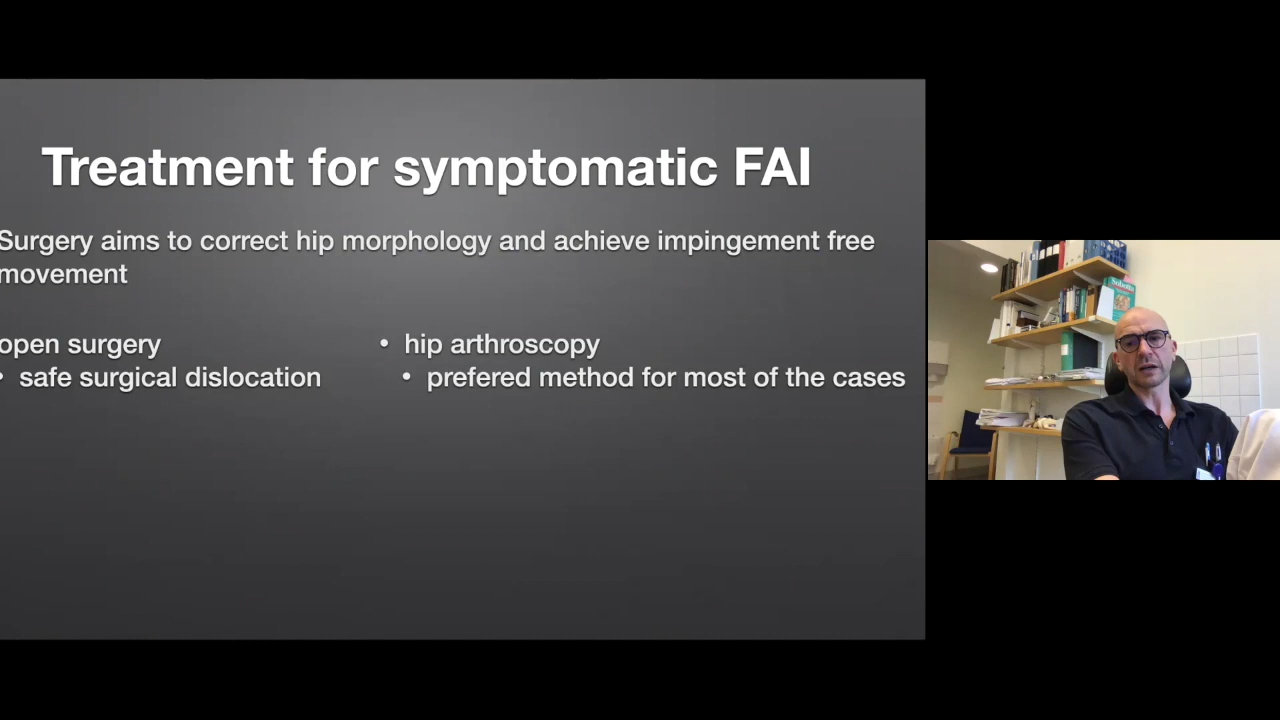 Treatment for symptomatic FAI
Surgery aims to correct hip morphology and achieve impingement free
movement
open surgery
• safe surgical dislocation
• hip arthroscopy
• prefered method for most of the cases
Sobotta